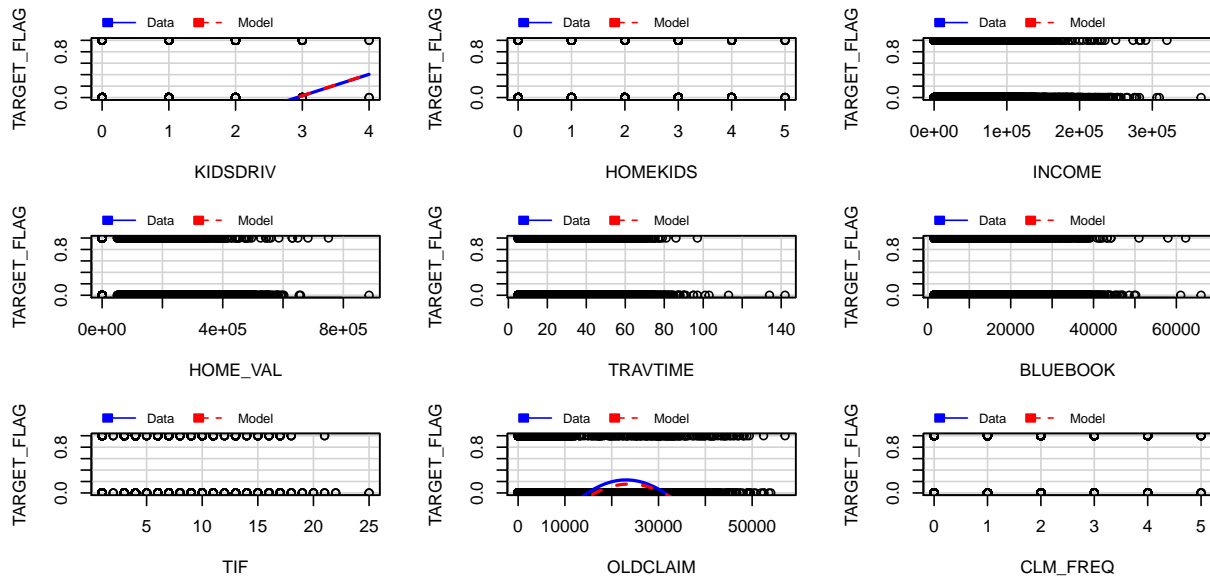 Data Model Data Model Data Model
TARGET_FLAG 0.0 0.8 TARGET_FLAG 0.0 0.8 TARGET_FLAG 0.0 0.8
0 1 2 3 4 0 1 2 3 4 5 0e+00 1e+05 2e+05 3e+05
KIDSDRIV HOMEKIDS INCOME
Data Model Data Model Data Model
TARGET_FLAG 0.0 0.8 TARGET_FLAG 0.0 0.8 TARGET_FLAG 0.0 0.8
0e+00 4e+05 8e+05 0 20 40 60 80 100 140 0 20000 40000 60000
HOME_VAL TRAVTIME BLUEBOOK
Data Model Data Model Data Model
TARGET_FLAG 0.0 0.8 TARGET_FLAG 0.0 0.8 TARGET_FLAG 0.0 0.8
5 10 15 20 25 0 10000 30000 50000 0 1 2 3 4 5
TIF OLDCLAIM CLM_FREQ